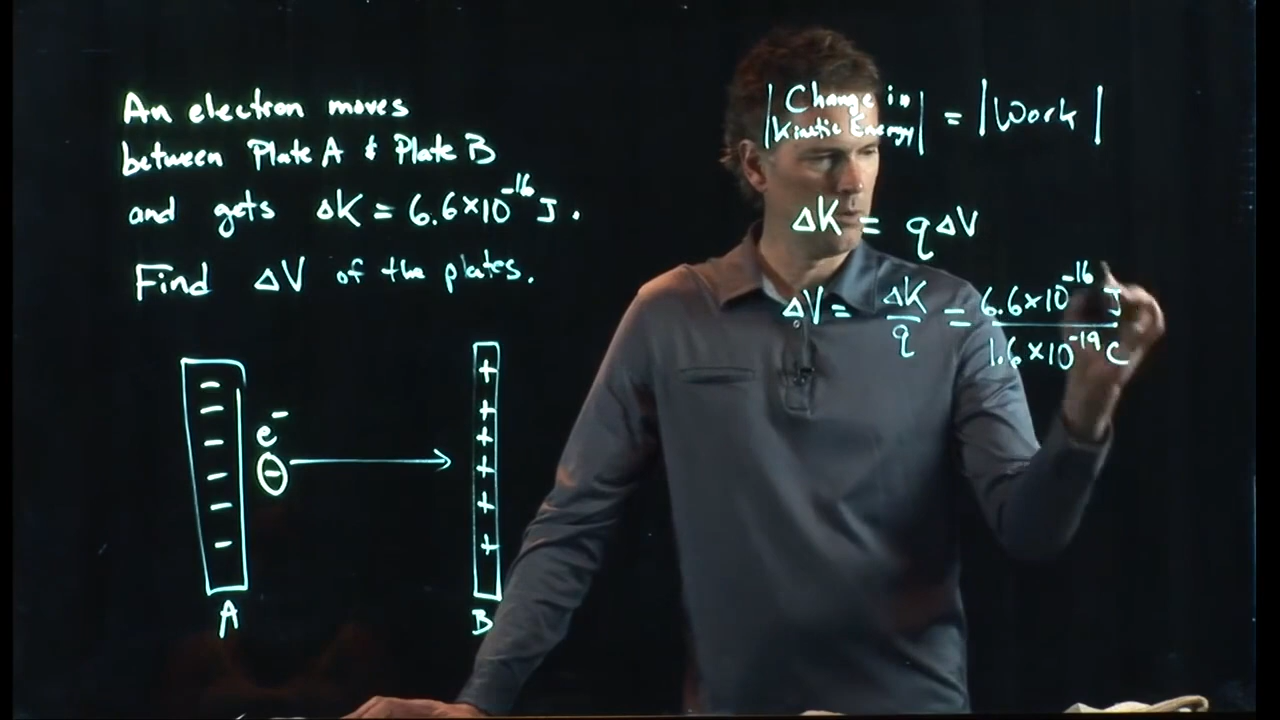 An electron moves
between Plate A & Plate B
and gets ΔK = 6.6×10⁻¹⁶ J.
Find ΔV of the plates.
|Change in Kinetic Energy| = |Work|
ΔK = qΔV
ΔV = ΔK/q = 6.6×10⁻¹⁶ J / 1.6×10⁻¹⁹ C
− − − − − −
e⁻
−
+ + + + + +
A
B